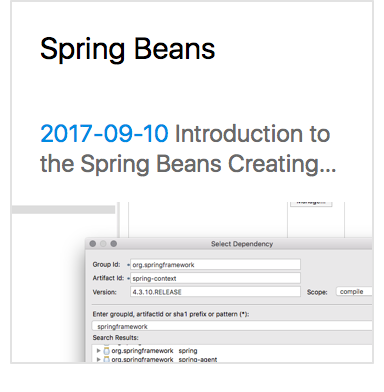 Spring Beans
2017-09-10 Introduction to
the Spring Beans Creating...
Manage...
Select Dependency
Group Id: * org.springframework
Artifact Id: * spring-context
Version: 4.3.10.RELEASE Scope: compile
Enter groupId, artifactId or sha1 prefix or pattern (*):
springframework
Search Results:
org.springframework spring
org.springframework spring-agent